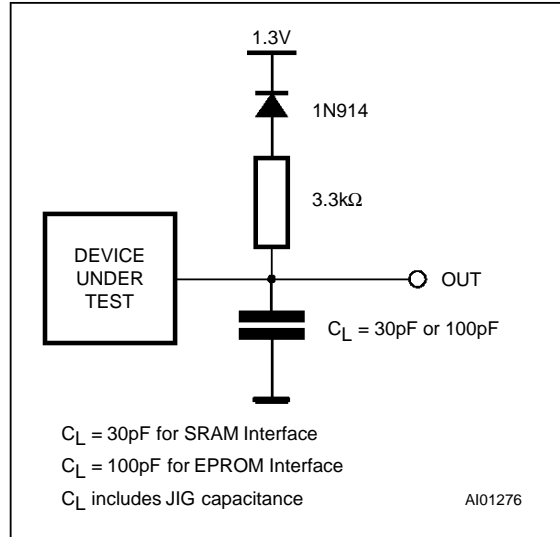 1.3V
1N914
3.3kΩ
DEVICE
UNDER
TEST
OUT
CL = 30pF or 100pF
CL = 30pF for SRAM Interface
CL = 100pF for EPROM Interface
CL includes JIG capacitance
AI01276